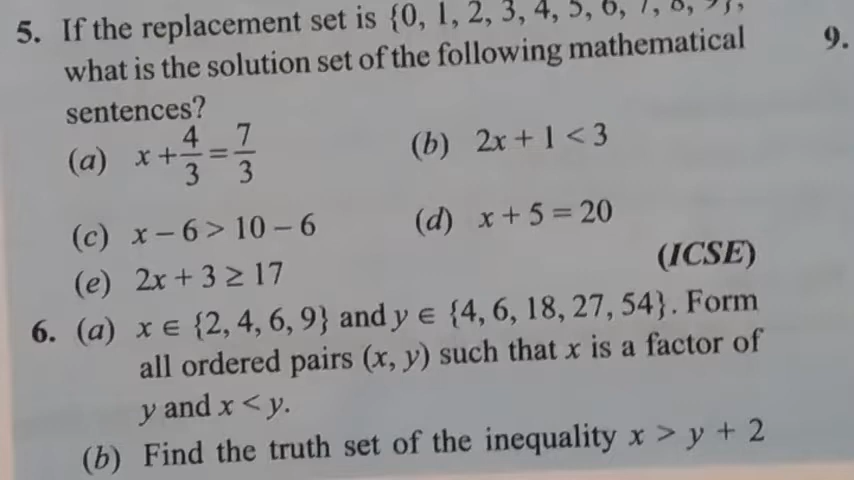 5. If the replacement set is {0, 1, 2, 3, 4, 5, 6, 7, 8, 9},
what is the solution set of the following mathematical
sentences?
(a) x + 4/3 = 7/3 (b) 2x + 1 < 3
(c) x – 6 > 10 – 6 (d) x + 5 = 20
(ICSE)
(e) 2x + 3 ≥ 17
6. (a) x ∈ {2, 4, 6, 9} and y ∈ {4, 6, 18, 27, 54}. Form
all ordered pairs (x, y) such that x is a factor of
y and x < y.
(b) Find the truth set of the inequality x > y + 2
9.